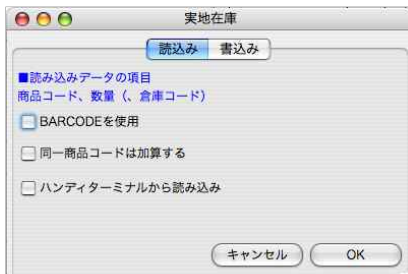 実地在庫
読込み 書込み
■読み込みデータの項目
商品コード、数量（、倉庫コード）
BARCODEを使用
同一商品コードは加算する
ハンディターミナルから読み込み
キャンセル OK